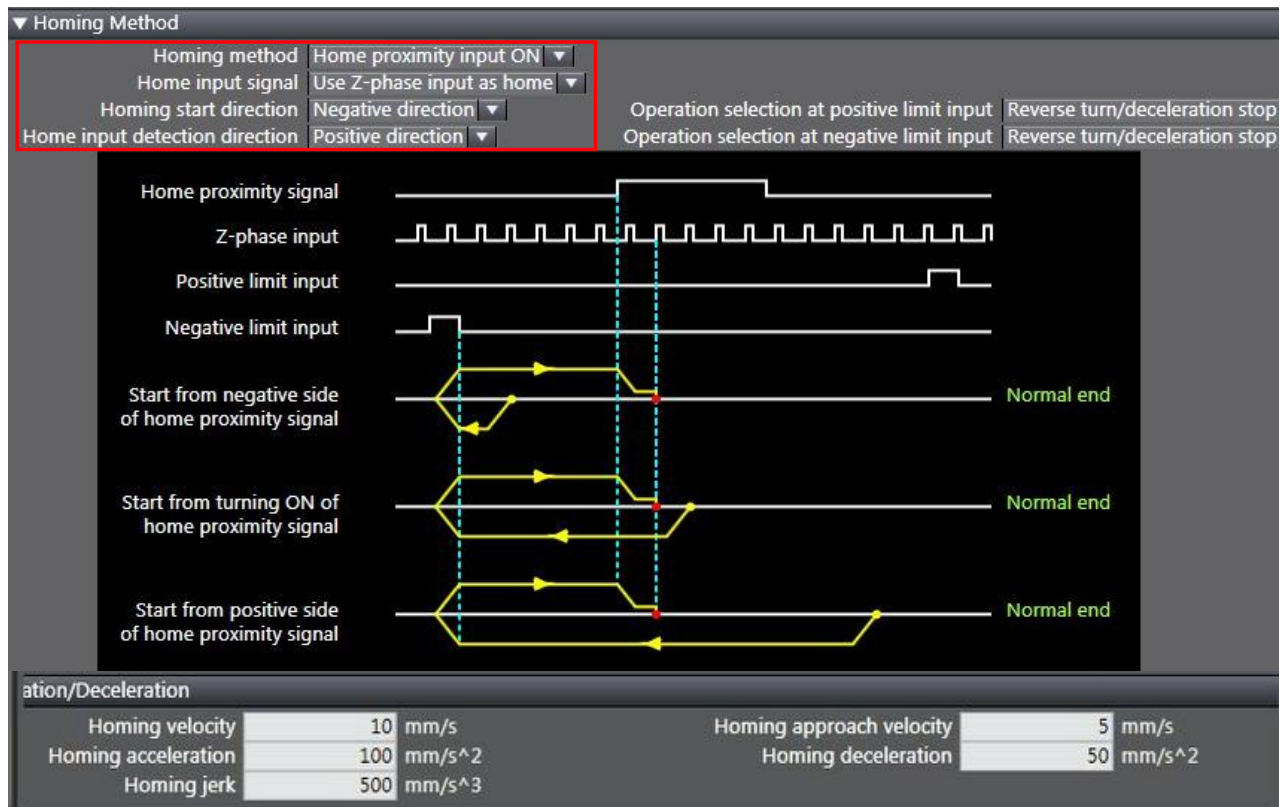 ▼ Homing Method
Homing method Home proximity input ON ▼
Home input signal Use Z-phase input as home ▼
Homing start direction Negative direction ▼ Operation selection at positive limit input Reverse turn/deceleration stop
Home input detection direction Positive direction ▼ Operation selection at negative limit input Reverse turn/deceleration stop
Home proximity signal
Z-phase input
Positive limit input
Negative limit input
Start from negative side
of home proximity signal
Normal end
Start from turning ON of
home proximity signal
Normal end
Start from positive side
of home proximity signal
Normal end
ation/Deceleration
Homing velocity 10 mm/s Homing approach velocity 5 mm/s
Homing acceleration 100 mm/s^2 Homing deceleration 50 mm/s^2
Homing jerk 500 mm/s^3